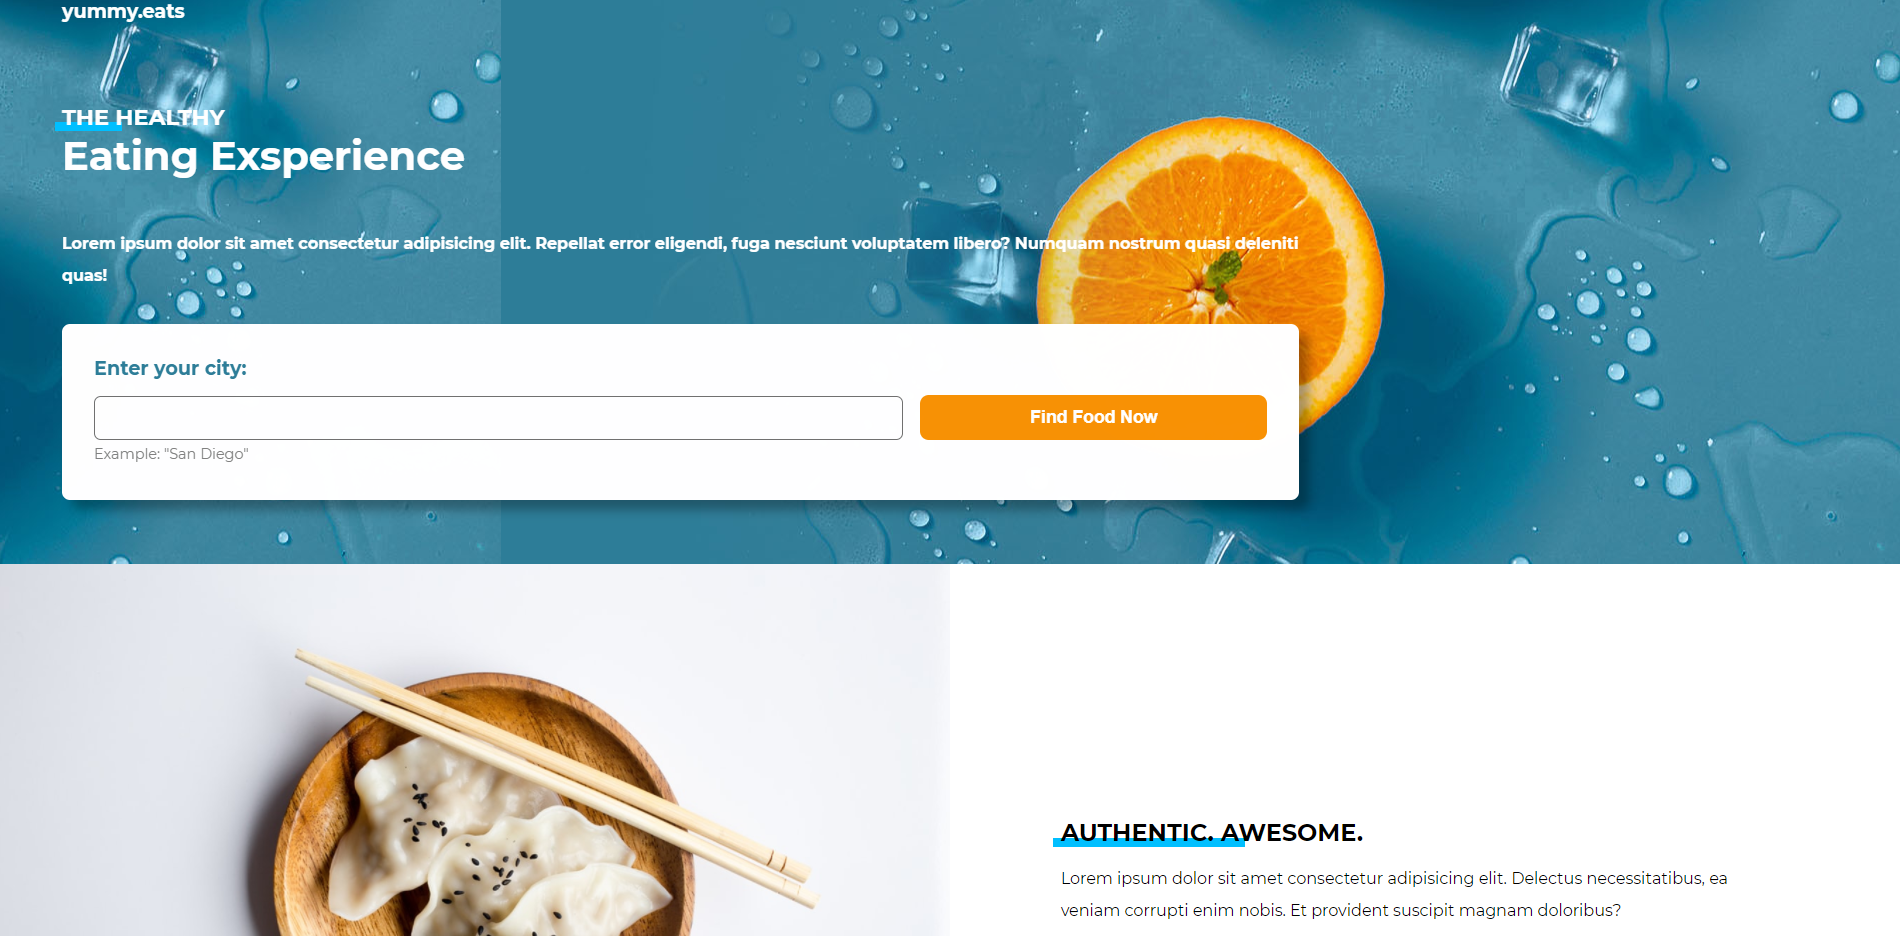 yummy.eats
THE HEALTHY
Eating Exsperience
Lorem ipsum dolor sit amet consectetur adipisicing elit. Repellat error eligendi, fuga nesciunt voluptatem libero? Numquam nostrum quasi deleniti
quas!
Enter your city:
Find Food Now
Example: "San Diego"
AUTHENTIC. AWESOME.
Lorem ipsum dolor sit amet consectetur adipisicing elit. Delectus necessitatibus, ea
veniam corrupti enim nobis. Et provident suscipit magnam doloribus?